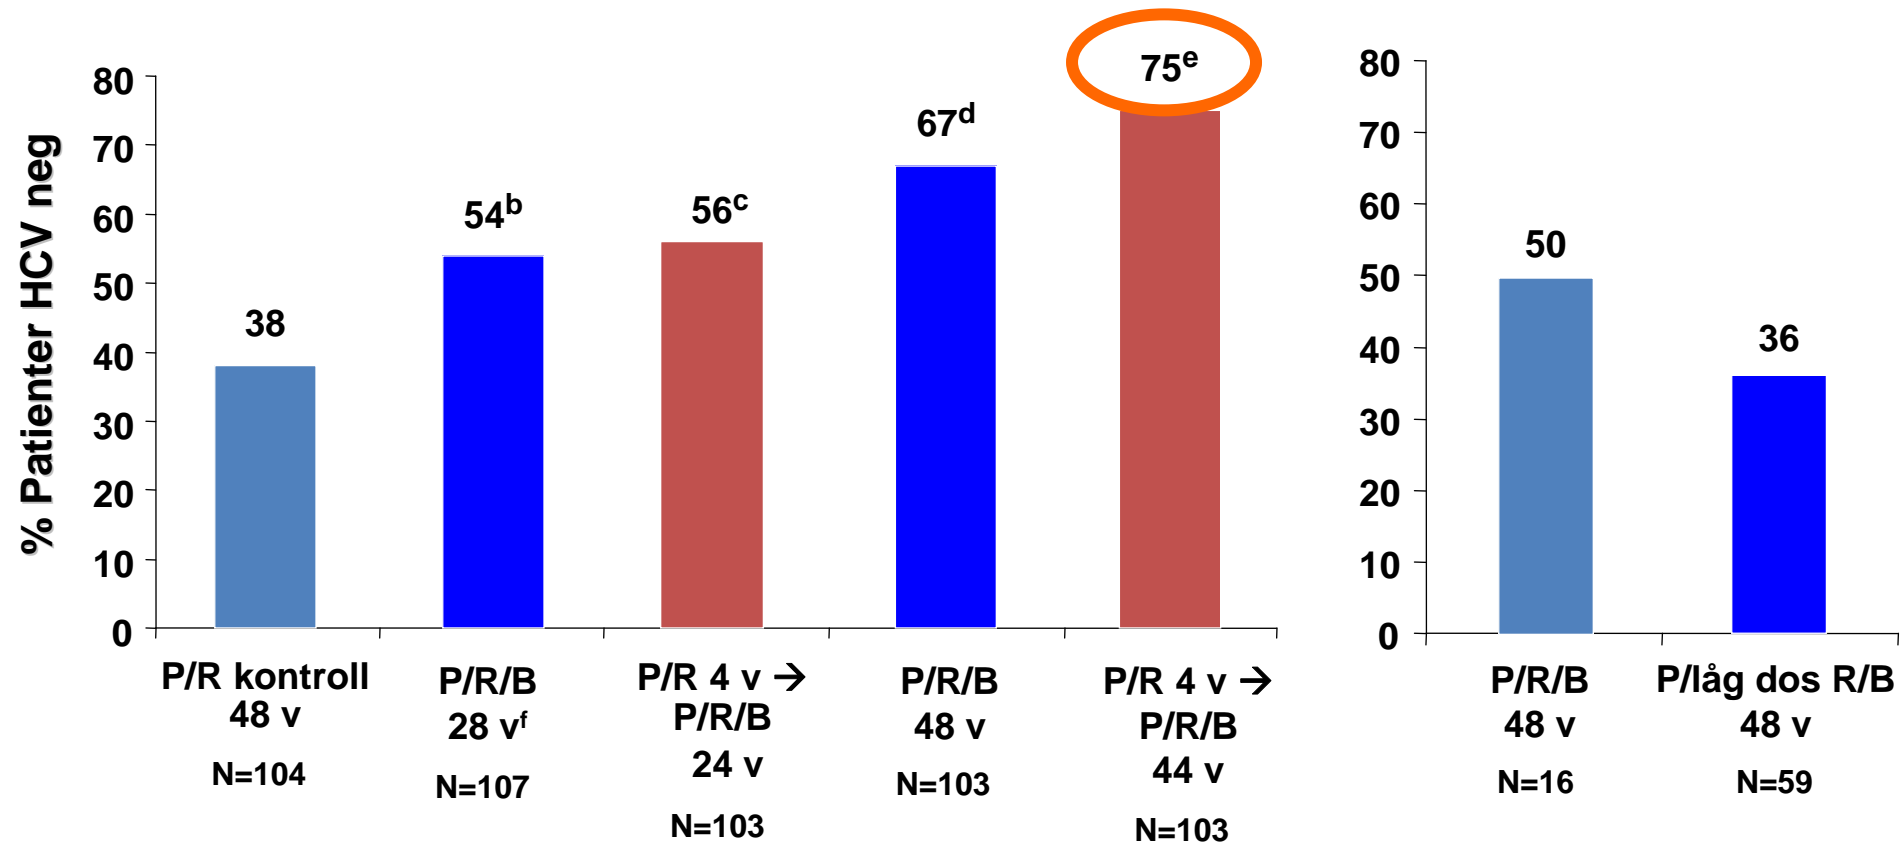 % Patienter HCV neg
80
70
60
50
40
30
20
10
0
38
54b
56c
67d
75e
P/R kontroll
48 v
N=104
P/R/B
28 vf
N=107
P/R 4 v →
P/R/B
24 v
N=103
P/R/B
48 v
N=103
P/R 4 v →
P/R/B
44 v
N=103
80
70
60
50
40
30
20
10
0
50
36
P/R/B
48 v
N=16
P/låg dos R/B
48 v
N=59